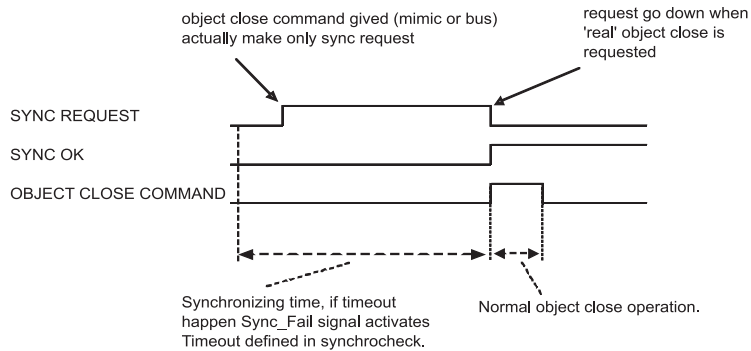 object close command gived (mimic or bus)
actually make only sync request
request go down when
'real' object close is
requested
SYNC REQUEST
SYNC OK
OBJECT CLOSE COMMAND
Synchronizing time, if timeout
happen Sync_Fail signal activates
Timeout defined in synchrocheck.
Normal object close operation.